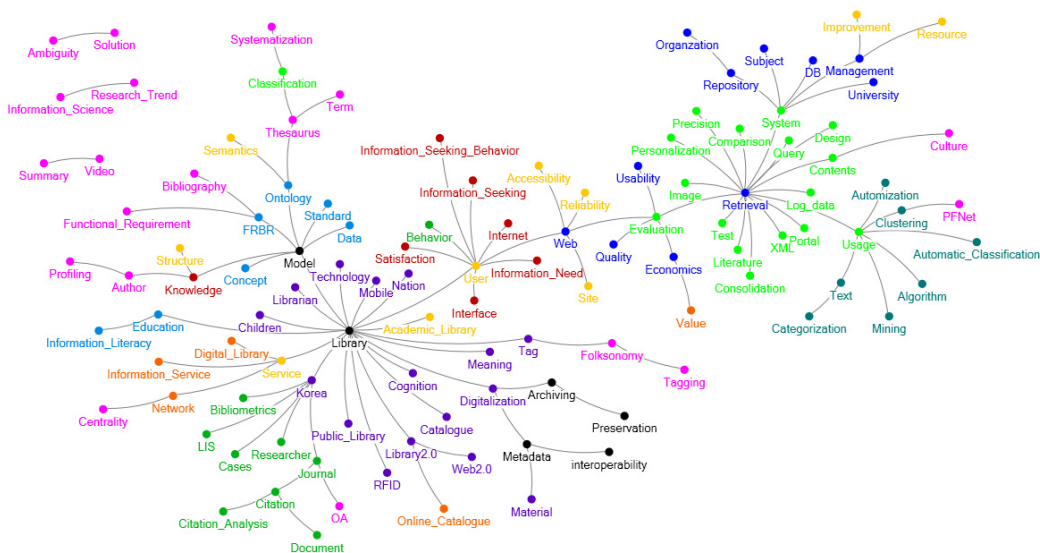 Ambiguity
Solution
Information_Science
Research_Trend
Summary
Video
Systematization
Classification
Term
Thesaurus
Semantics
Bibliography
Ontology
Functional_Requirement
FRBR
Standard
Data
Structure
Model
Profiling
Author
Knowledge
Concept
Technology
Mobile
Nation
Librarian
Children
Education
Information_Literacy
Library
Academic_Library
Digital_Library
Information_Service
Service
Network
Centrality
Korea
Bibliometrics
LIS
Cases
Researcher
Journal
Citation
Citation_Analysis
Document
OA
Public_Library
RFID
Library2.0
Web2.0
Online_Catalogue
Catalogue
Cognition
Meaning
Tag
Folksonomy
Tagging
Digitalization
Archiving
Preservation
Metadata
interoperability
Material
Information_Seeking_Behavior
Information_Seeking
Behavior
Internet
Satisfaction
User
Information_Need
Interface
Accessibility
Reliability
Web
Site
Usability
Evaluation
Quality
Economics
Value
Organzation
Repository
Subject
DB
Improvement
Resource
Management
University
System
Precision
Comparison
Personalization
Query
Design
Contents
Culture
Image
Retrieval
Log_data
Test
Literature
Consolidation
XML
Portal
Usage
Automization
Clustering
PFNet
Automatic_Classification
Algorithm
Mining
Text
Categorization